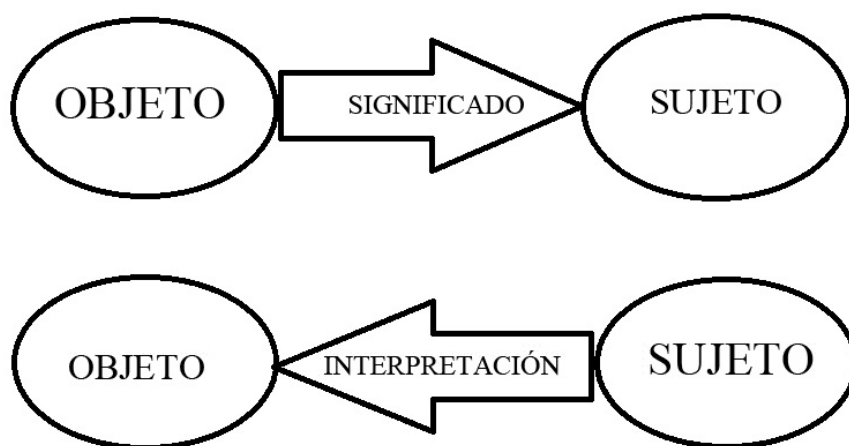 OBJETO SIGNIFICADO SUJETO
OBJETO INTERPRETACIÓN SUJETO